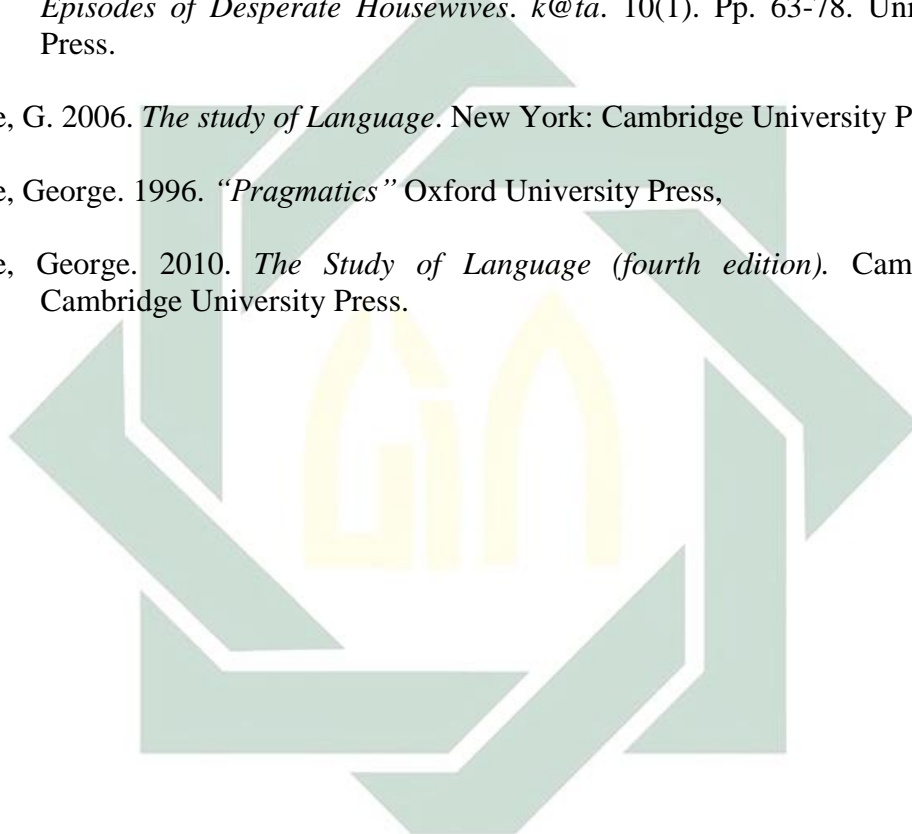 Episodes of Desperate Housewives. k@ta. 10(1). Pp. 63-78.
Press.
e, G. 2006. The study of Language. New York: Cambridge University P
e, George. 1996. “Pragmatics” Oxford University Press,
e, George. 2010. The Study of Language (fourth edition). Cam
Cambridge University Press.